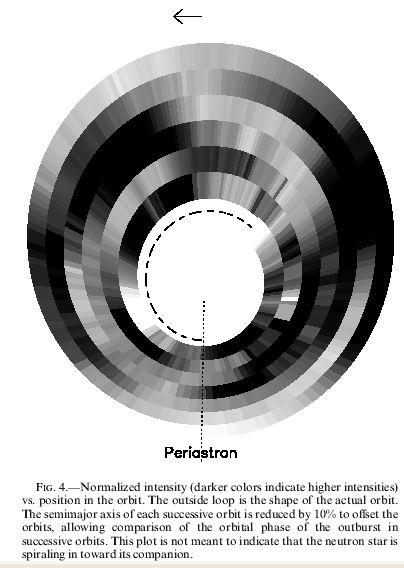 Periastron
FIG. 4.—Normalized intensity (darker colors indicate higher intensities)
vs. position in the orbit. The outside loop is the shape of the actual orbit.
The semimajor axis of each successive orbit is reduced by 10% to offset the
orbits, allowing comparison of the orbital phase of the outburst in
successive orbits. This plot is not meant to indicate that the neutron star is
spiraling in toward its companion.